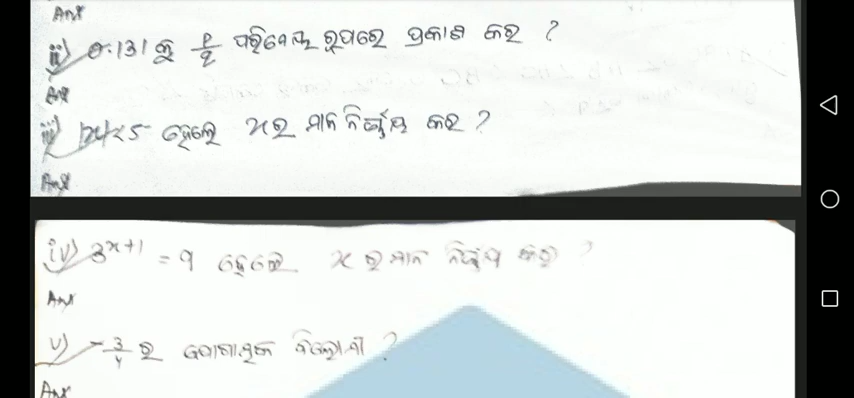 Ans
ii) 0.131 କୁ p/q ପରିମେୟ ରୂପରେ ପ୍ରକାଶ କର ?
Ans
iii) |x|<5 ହେଲେ xର ମାନ ନିର୍ଣ୍ଣୟ କର ?
Ans
iv) 3^x+1 = 9 ହେଲେ x ର ମାନ ନିର୍ଣ୍ଣୟ କର ?
Ans
v) -3/4 ର ଯୋଗାତ୍ମକ ବିଲୋମୀ ?
Ans